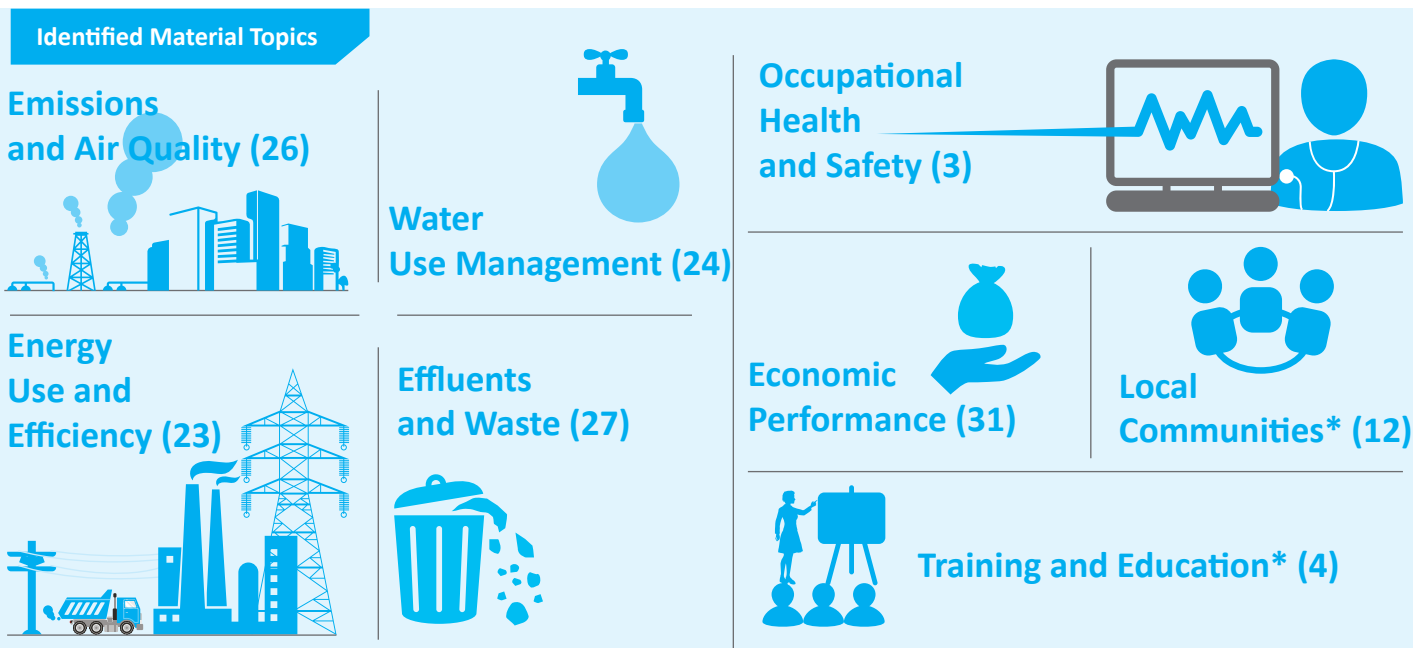 Identified Material Topics
Emissions
and Air Quality (26)
Water
Use Management (24)
Energy
Use and
Efficiency (23)
Effluents
and Waste (27)
Occupational
Health
and Safety (3)
Economic
Performance (31)
Local
Communities* (12)
Training and Education* (4)